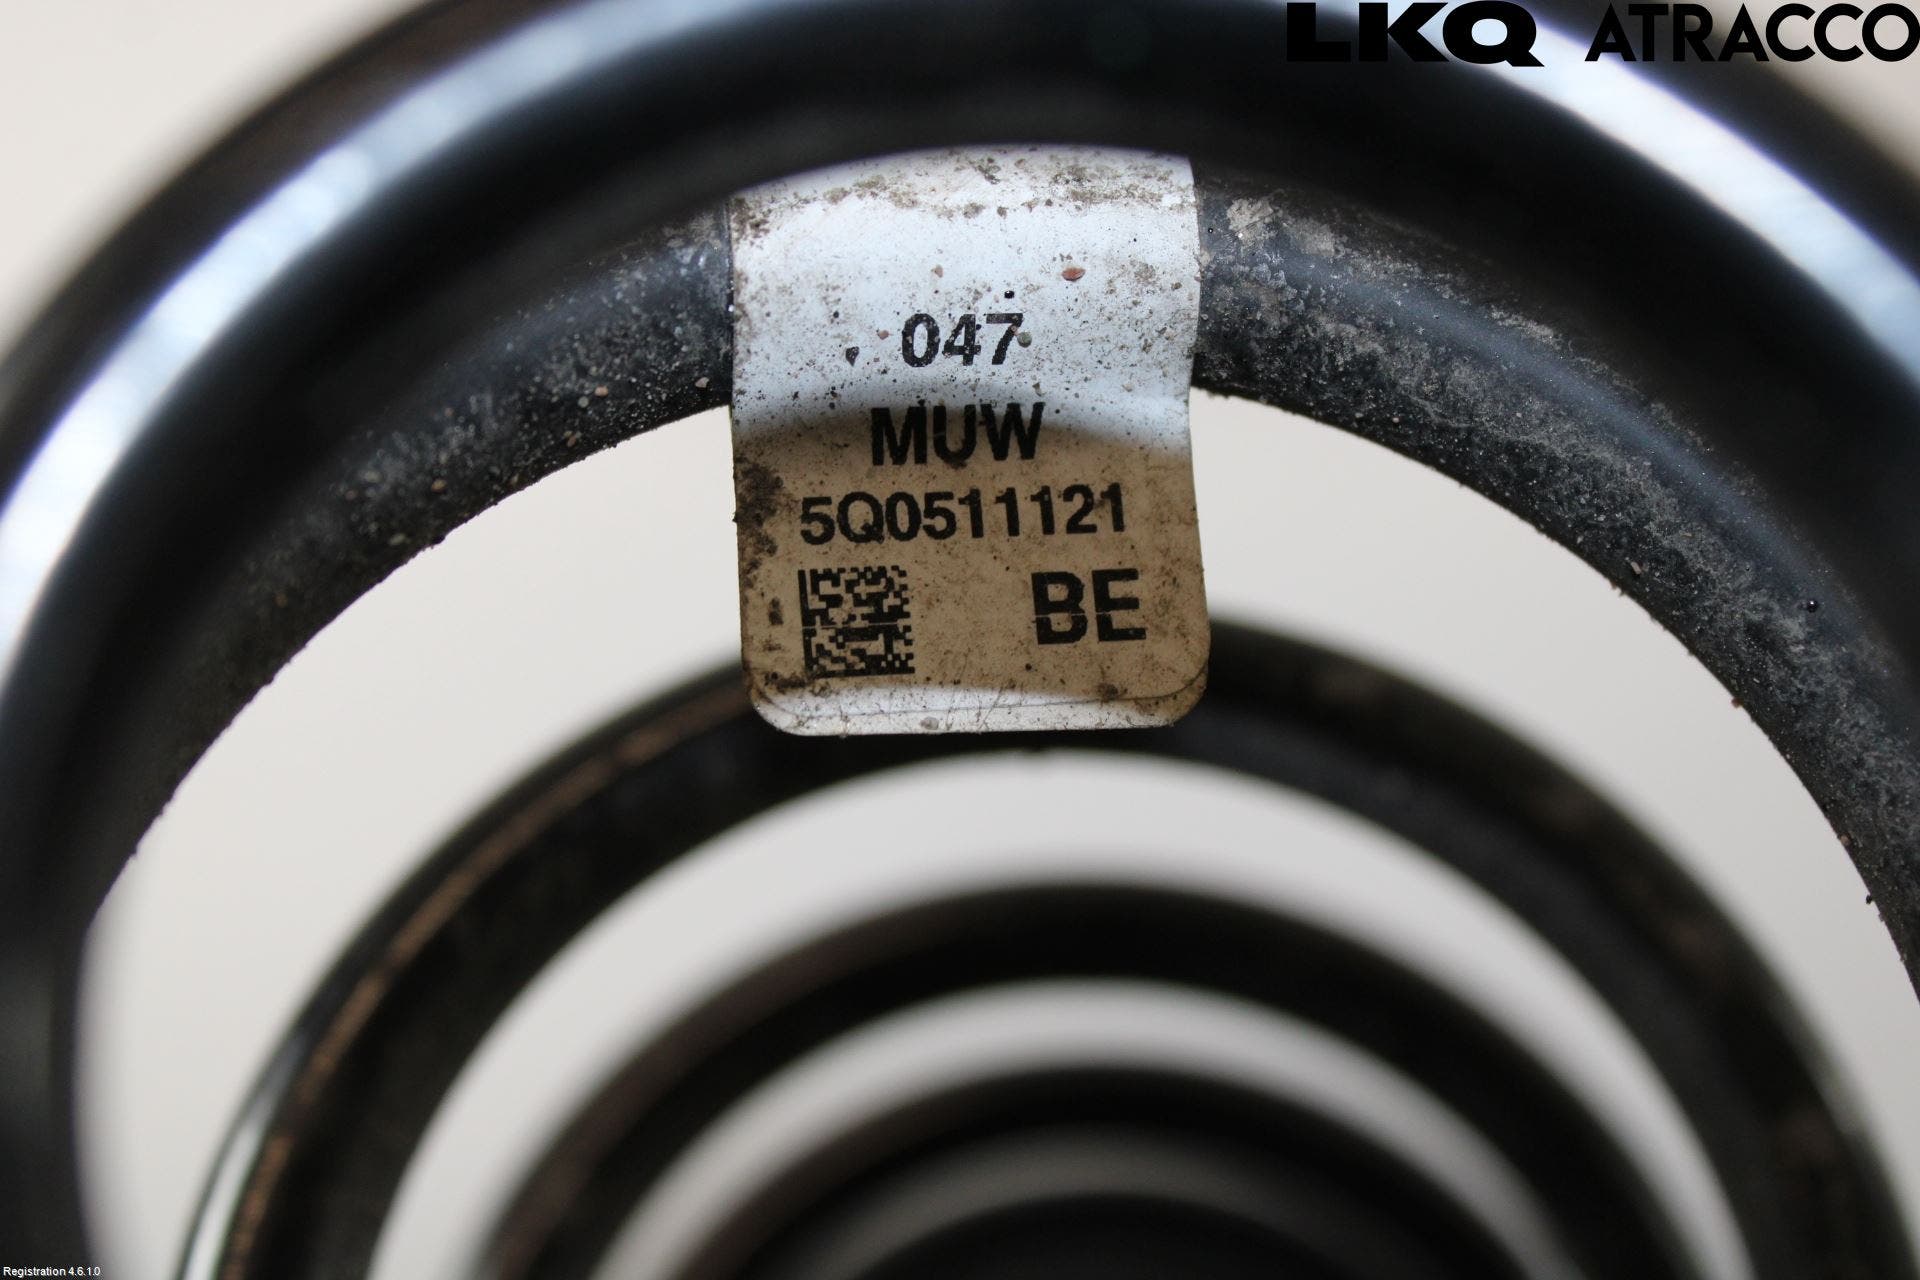 LKQ ATRACCO
047
MUW
5Q0511121
BE
Registration 4.6.1.0